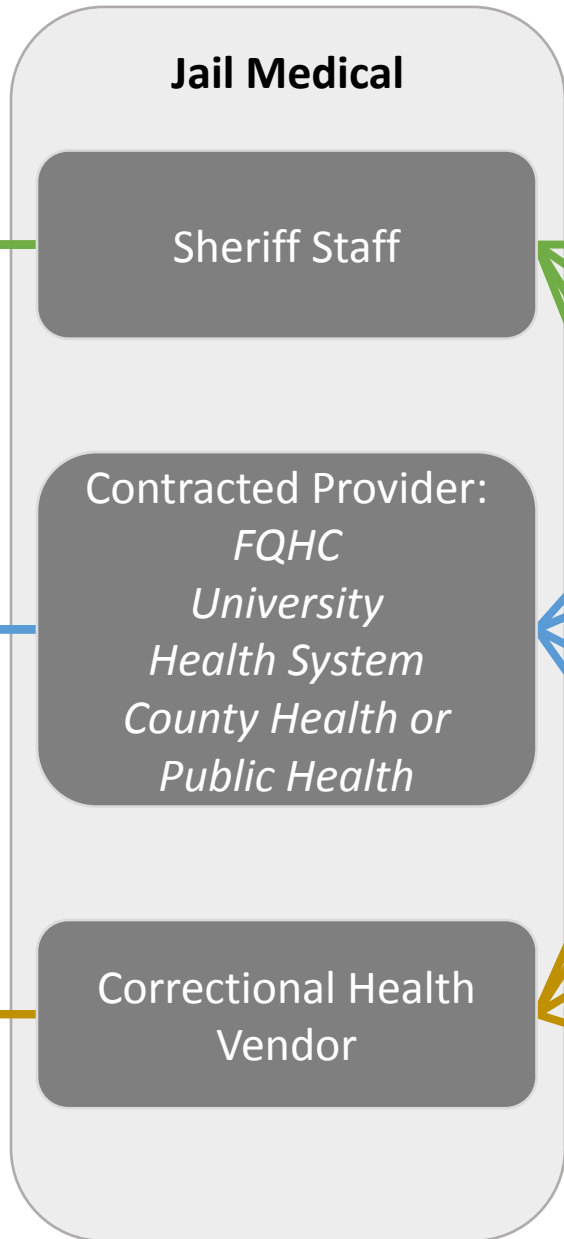 Jail Medical
Sheriff Staff
Contracted Provider:
FQHC
University
Health System
County Health or
Public Health
Correctional Health
Vendor